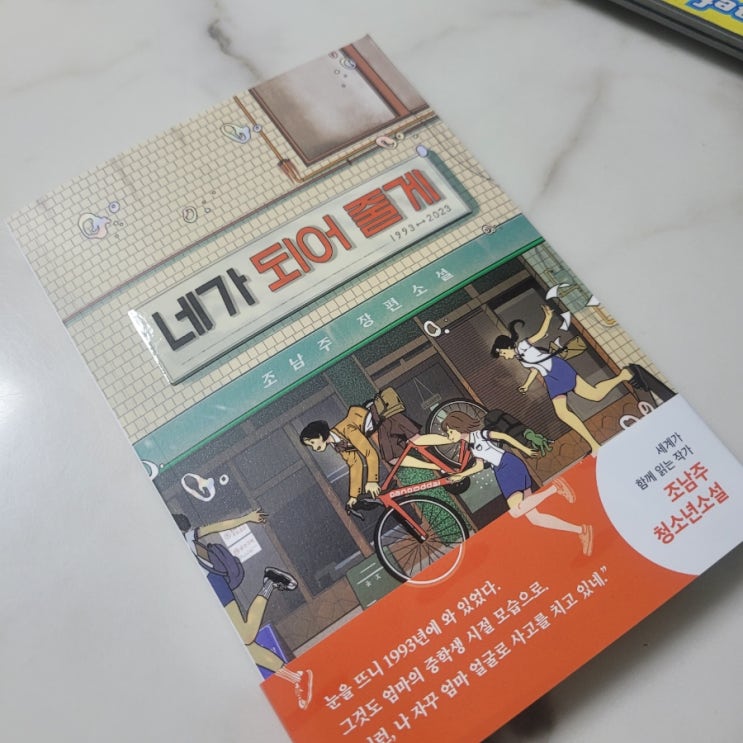 네가 되어 줄게
1993↔2023
조남주 장편소설
세계가
함께 읽는 작가
조남주
청소년소설
눈을 뜨니 1993년에 와 있었다.
그것도 엄마의 중학생 시절 모습으로.
나 자꾸 엄마 얼굴로 사고를 치고 있네.”